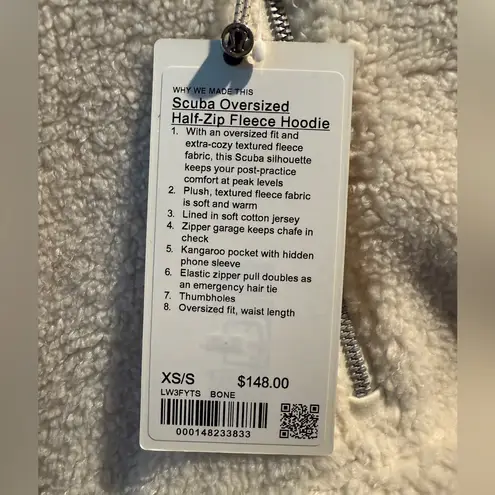 WHY WE MADE THIS
Scuba Oversized
Half-Zip Fleece Hoodie
1. With an oversized fit and
extra-cozy textured fleece
fabric, this Scuba silhouette
keeps your post-practice
comfort at peak levels
2. Plush, textured fleece fabric
is soft and warm
3. Lined in soft cotton jersey
4. Zipper garage keeps chafe in
check
5. Kangaroo pocket with hidden
phone sleeve
6. Elastic zipper pull doubles as
an emergency hair tie
7. Thumbholes
8. Oversized fit, waist length
XS/S $148.00
LW3FYTS BONE
000148233833